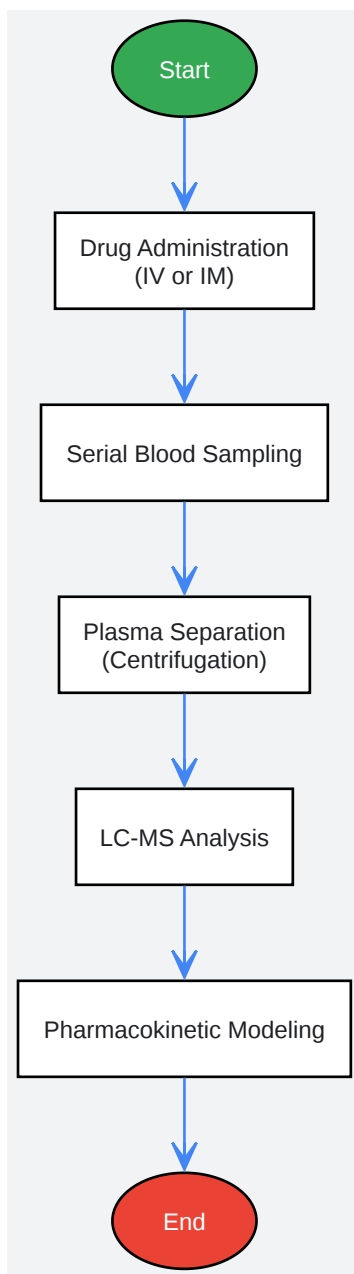 Start
Drug Administration
(IV or IM)
Serial Blood Sampling
Plasma Separation
(Centrifugation)
LC-MS Analysis
Pharmacokinetic Modeling
End